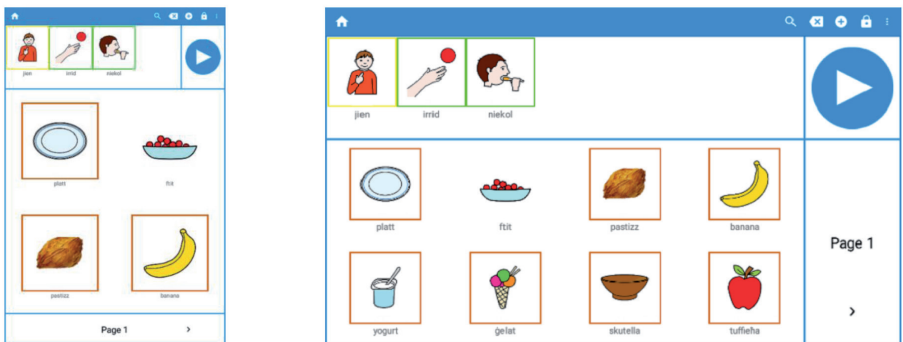 jien irrid niekol
platt ftit
pastizz banana
Page 1 >
jien irrid niekol
platt ftit pastizz banana
Page 1
yogurt ġelat skutella tuffieħa
>